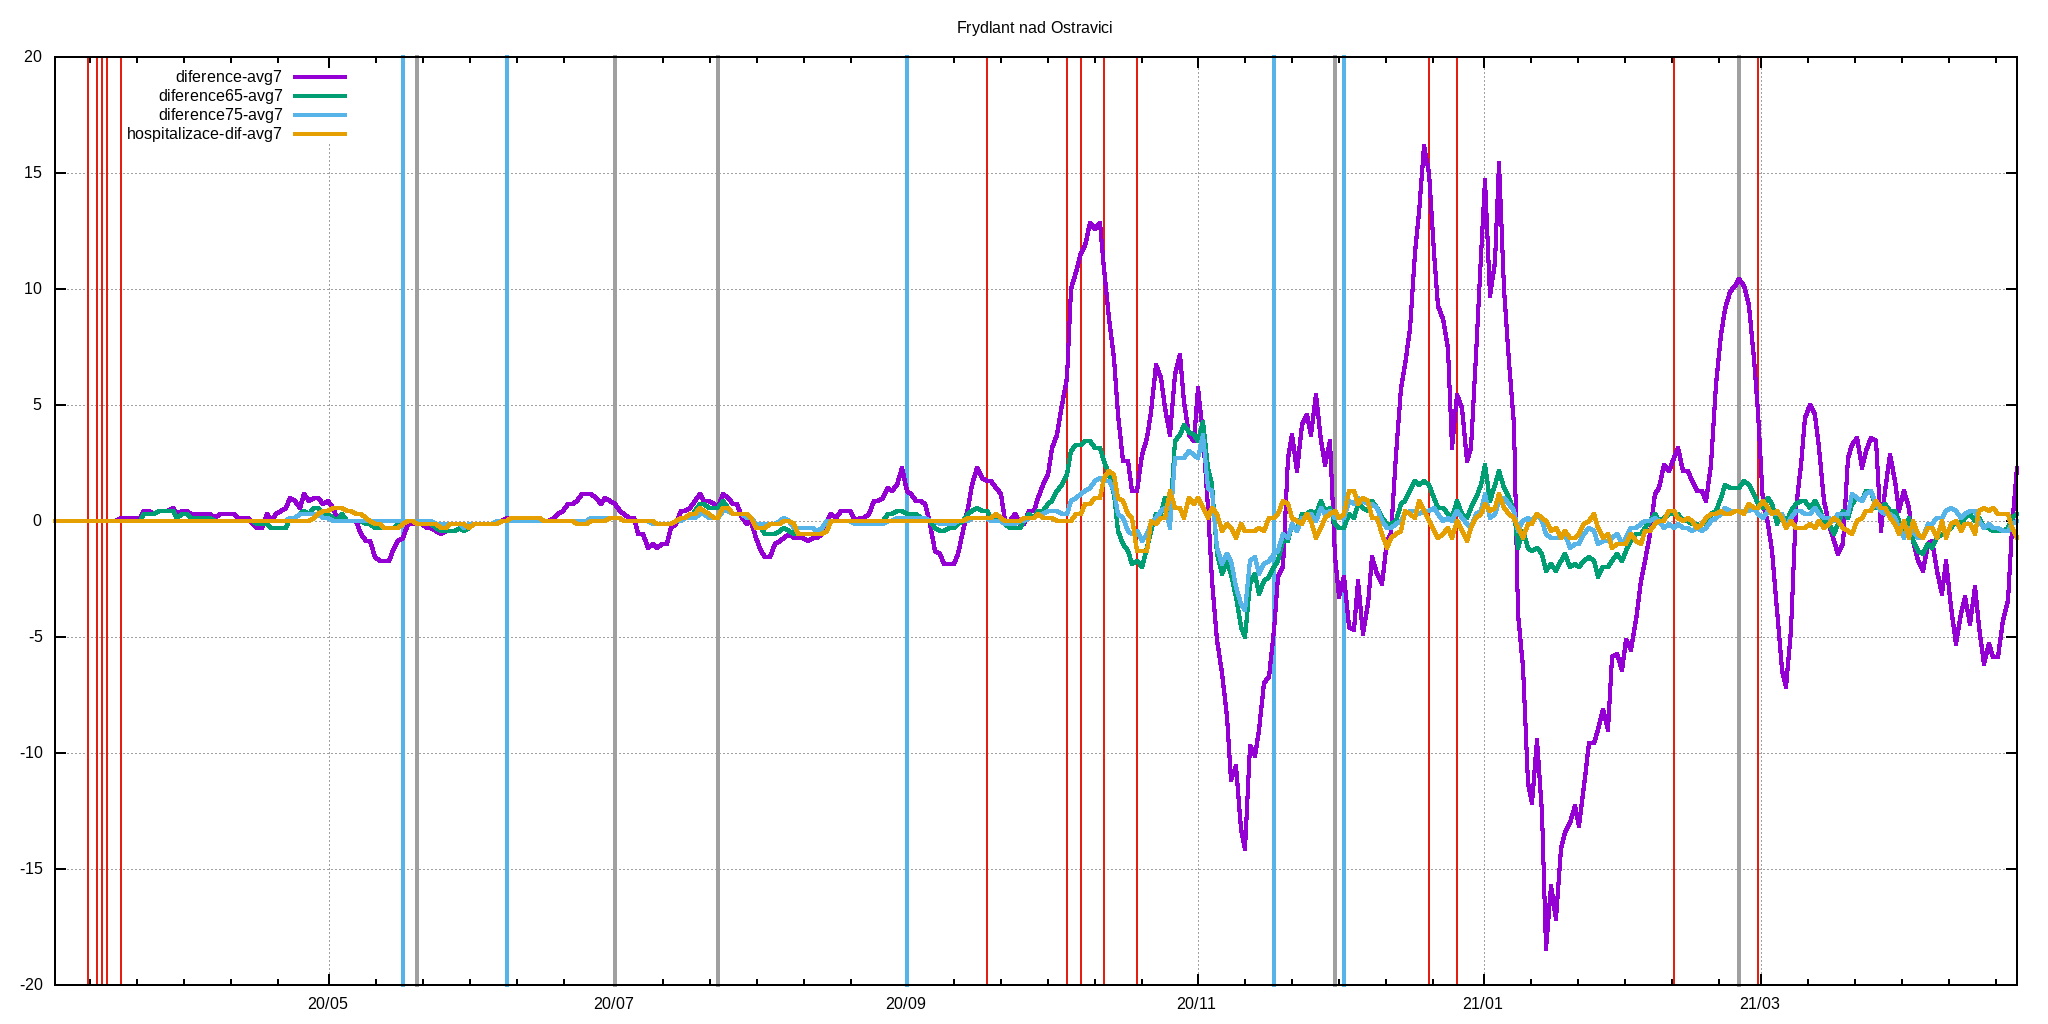 Frydlant nad Ostravici
diference-avg7
diference65-avg7
diference75-avg7
hospitalizace-dif-avg7
20
15
10
5
0
-5
-10
-15
-20
20/05 20/07 20/09 20/11 21/01 21/03